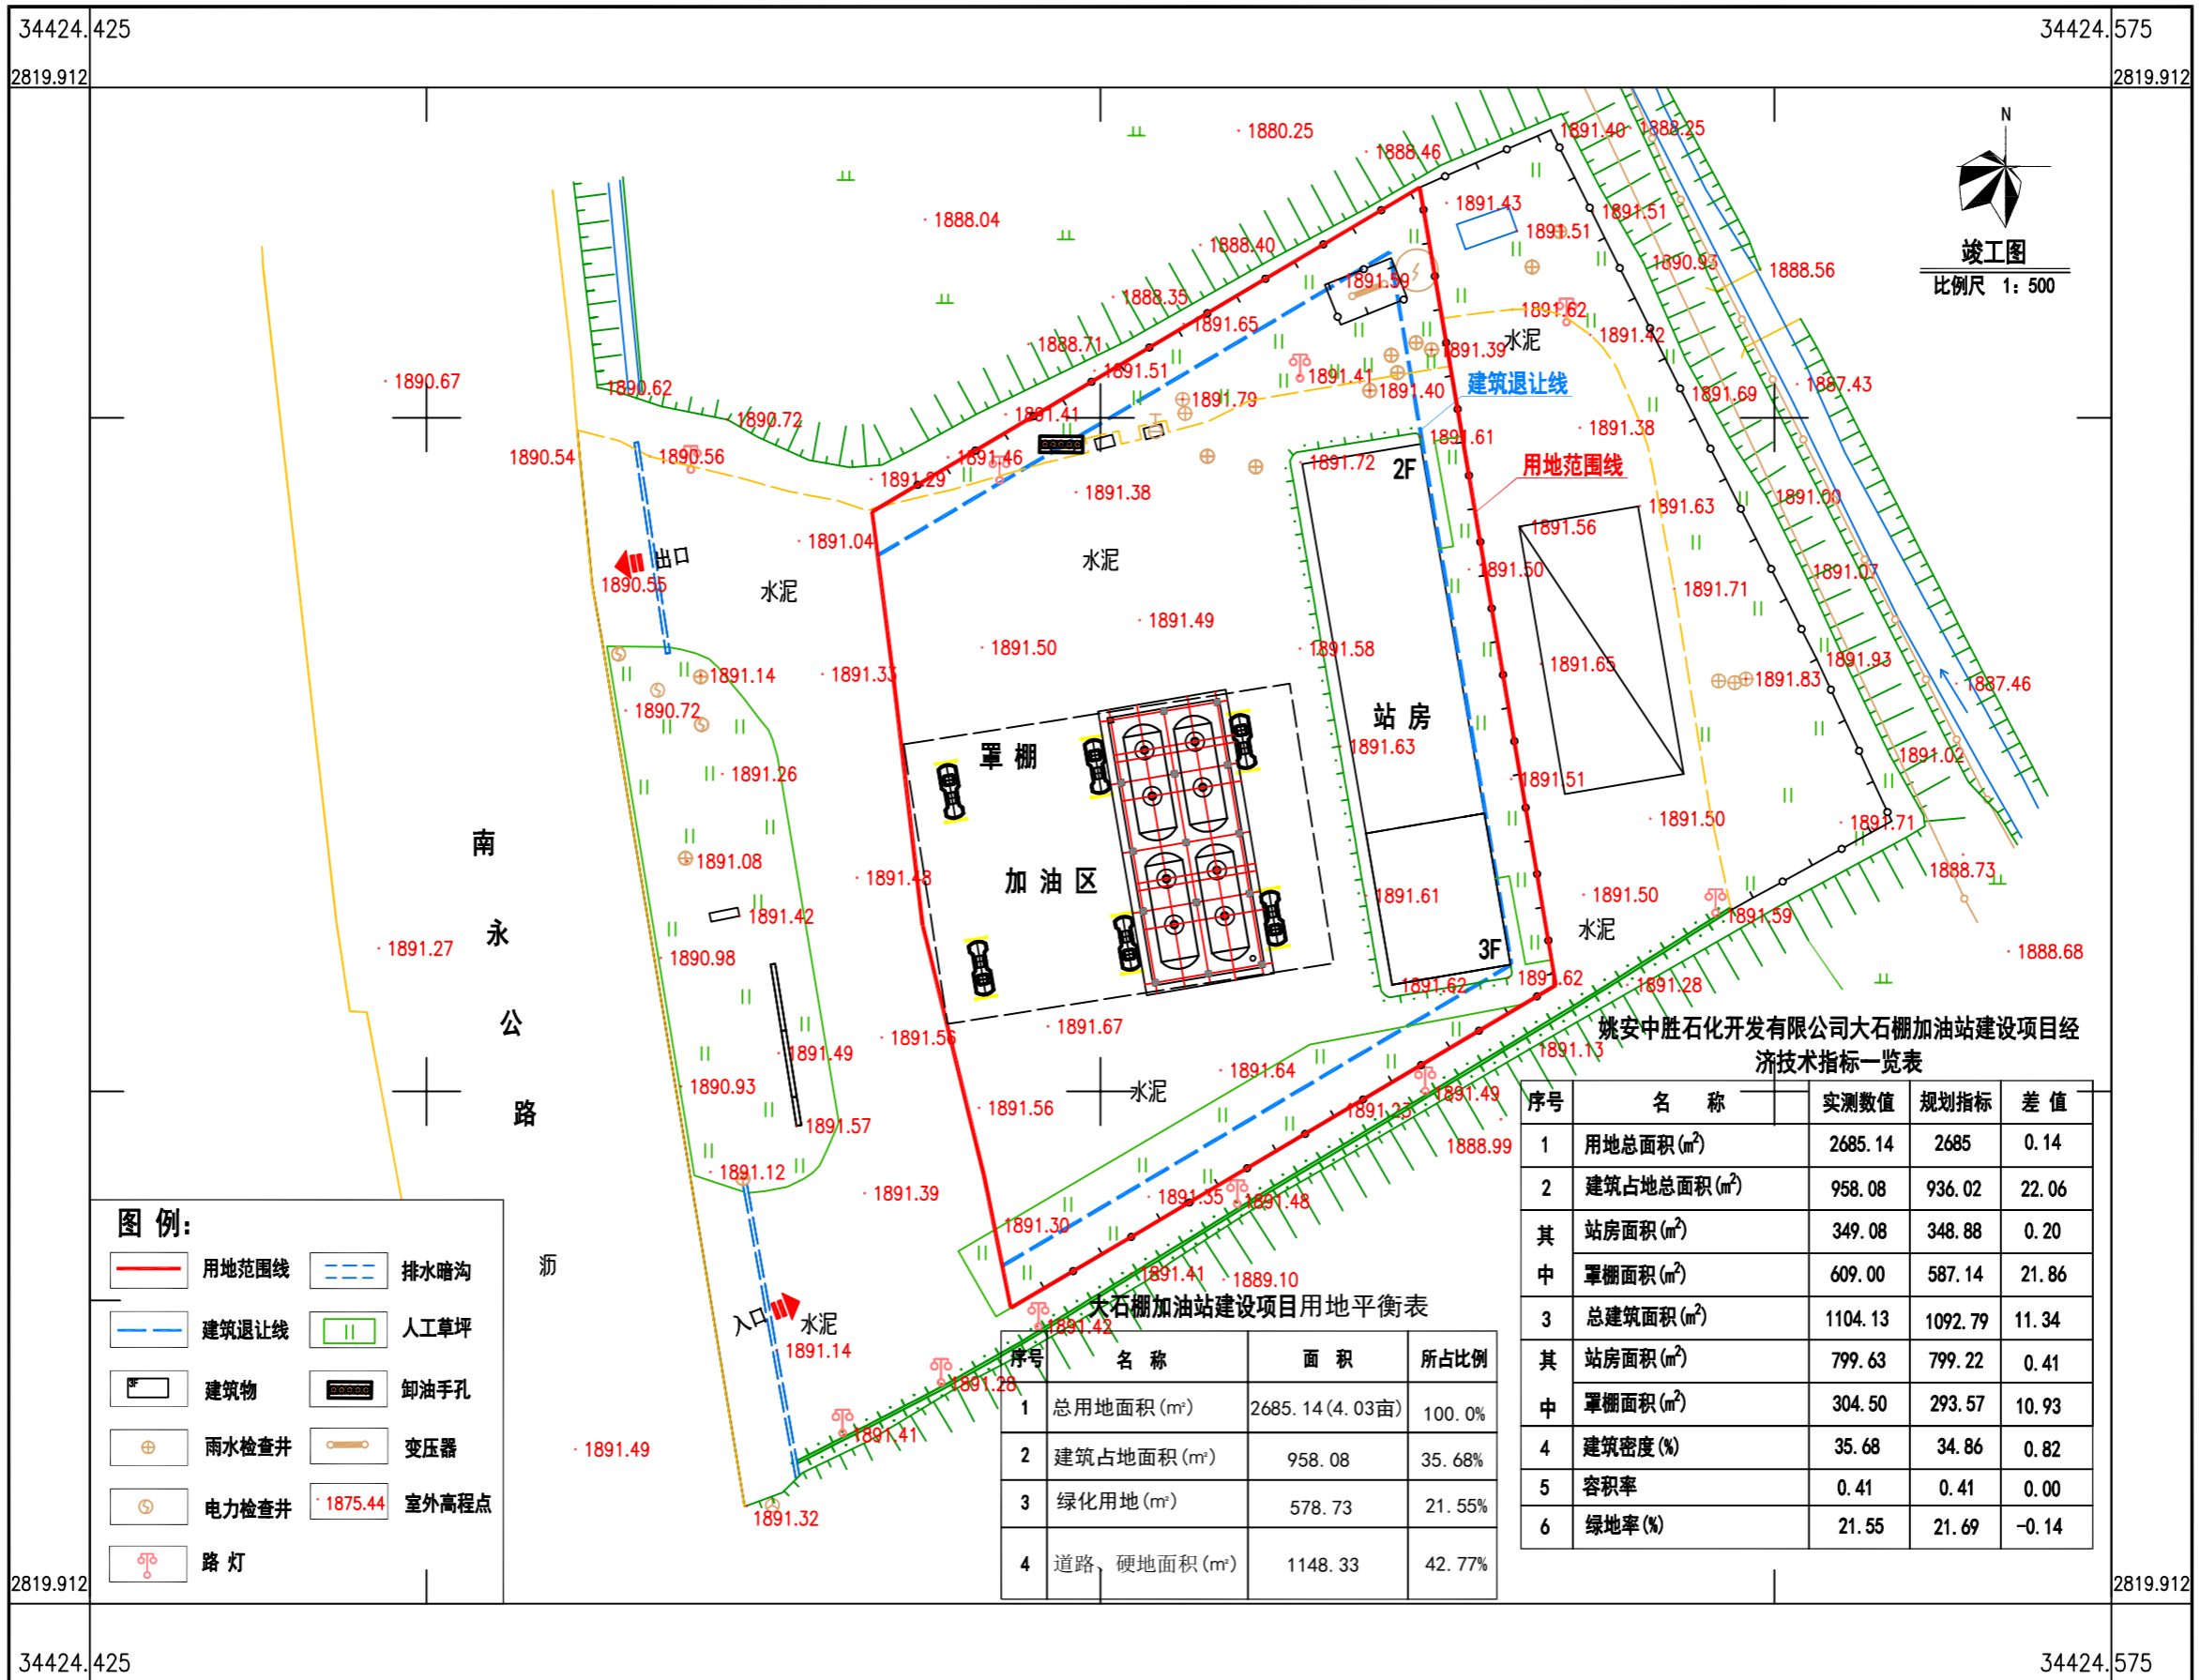 34424.425
34424.575
2819.912
2819.912
N
竣工图
比例尺 1:500
1880.25
1891.40
1888.25
1888.46
1888.04
1891.43
1891.51
1888.40
1891.51
1890.93
1888.56
1891.59
1888.35
1891.62
1891.65
1891.42
1888.71
1891.39
水泥
1890.67
1891.51
1891.41
1891.40
建筑退让线
1887.43
1890.62
1891.69
1891.79
1890.72
1891.41
1891.38
1891.61
1890.54
1890.56
1891.46
1891.72
2F
用地范围线
1891.29
1891.38
1891.00
1891.63
1891.56
1891.04
出口
水泥
1891.50
1891.07
1890.55
水泥
1891.71
1891.49
1891.50
1891.58
1891.65
1891.93
1891.14
1891.33
1891.83
1887.46
1890.72
站房
1891.63
罩棚
1891.02
1891.26
1891.51
1891.50
1891.71
南
1891.08
1888.73
加油区
1891.48
1891.61
1891.50
1891.42
1891.59
永
水泥
1891.27
1890.98
3F
1888.68
1891.62
1891.62
1891.28
公
1891.67
1891.56
1891.49
1891.13
1891.64
1890.93
水泥
1891.49
路
1891.56
1891.23
1891.57
1888.99
1891.12
1891.39
1891.35
1891.48
1891.30
沥
1891.41
1889.10
入口
水泥
1891.42
1891.14
1891.28
1891.41
1891.49
1891.32
姚安中胜石化开发有限公司大石棚加油站建设项目经
济技术指标一览表
序号 名 称 实测数值 规划指标 差值
1 用地总面积(㎡) 2685.14 2685 0.14
2 建筑占地总面积(㎡) 958.08 936.02 22.06
其 站房面积(㎡) 349.08 348.88 0.20
中 罩棚面积(㎡) 609.00 587.14 21.86
3 总建筑面积(㎡) 1104.13 1092.79 11.34
其 站房面积(㎡) 799.63 799.22 0.41
中 罩棚面积(㎡) 304.50 293.57 10.93
4 建筑密度(%) 35.68 34.86 0.82
5 容积率 0.41 0.41 0.00
6 绿地率(%) 21.55 21.69 -0.14
大石棚加油站建设项目用地平衡表
序号 名 称 面 积 所占比例
1 总用地面积(㎡) 2685.14(4.03亩) 100.0%
2 建筑占地面积(㎡) 958.08 35.68%
3 绿化用地(㎡) 578.73 21.55%
4 道路、硬地面积(㎡) 1148.33 42.77%
图例:
用地范围线 排水暗沟
建筑退让线 人工草坪
3F 建筑物 卸油手孔
雨水检查井 变压器
电力检查井 1875.44 室外高程点
路灯
2819.912
2819.912
34424.425
34424.575